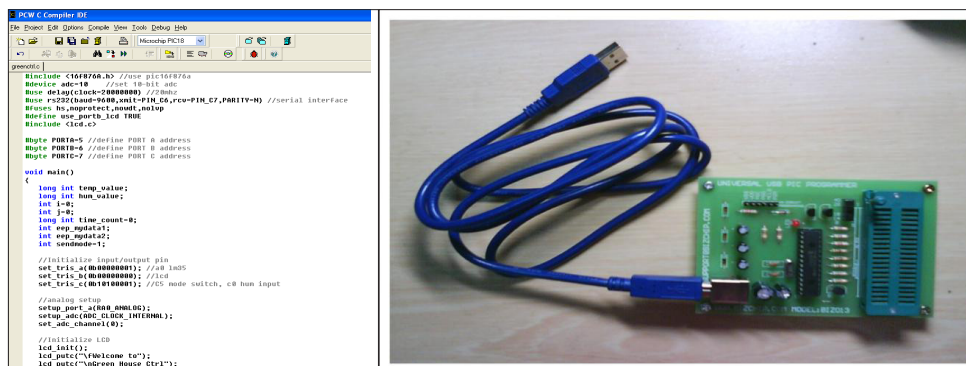 PCW C Compiler IDE
File Project Edit Options Compile View Tools Debug Help
Microchip PIC18
greenctrl.c
#include <16F876A.h> //use pic16f876a
#device adc=10 //set 10-bit adc
#use delay(clock=20000000) //20mhz
#use rs232(baud=9600,xmit=PIN_C6,rcv=PIN_C7,PARITY=N) //serial interface
#Fuses hs,noprotect,nowdt,nolvp
#define use_portb_lcd TRUE
#include <lcd.c>
#byte PORTA=5 //define PORT A address
#byte PORTB=6 //define PORT B address
#byte PORTC=7 //define PORT C address
void main()
{
long int temp_value;
long int hum_value;
int i=0;
int j=0;
long int time_count=0;
int eep_mydata1;
int eep_mydata2;
int sendmode=1;
//Initialize input/output pin
set_tris_a(0b00000001); //a0 lm35
set_tris_b(0b00000000); //lcd
set_tris_c(0b10100001); //C5 mode switch, c0 hum input
//analog setup
setup_port_a(RA0_ANALOG);
setup_adc(ADC_CLOCK_INTERNAL);
set_adc_channel(0);
//Initialize LCD
lcd_init();
lcd_putc("\fWelcome to");
lcd_putc("\nGreen House Ctrl");
UNIVERSAL USB PIC PROGRAMMER
MODEL:BIZ013